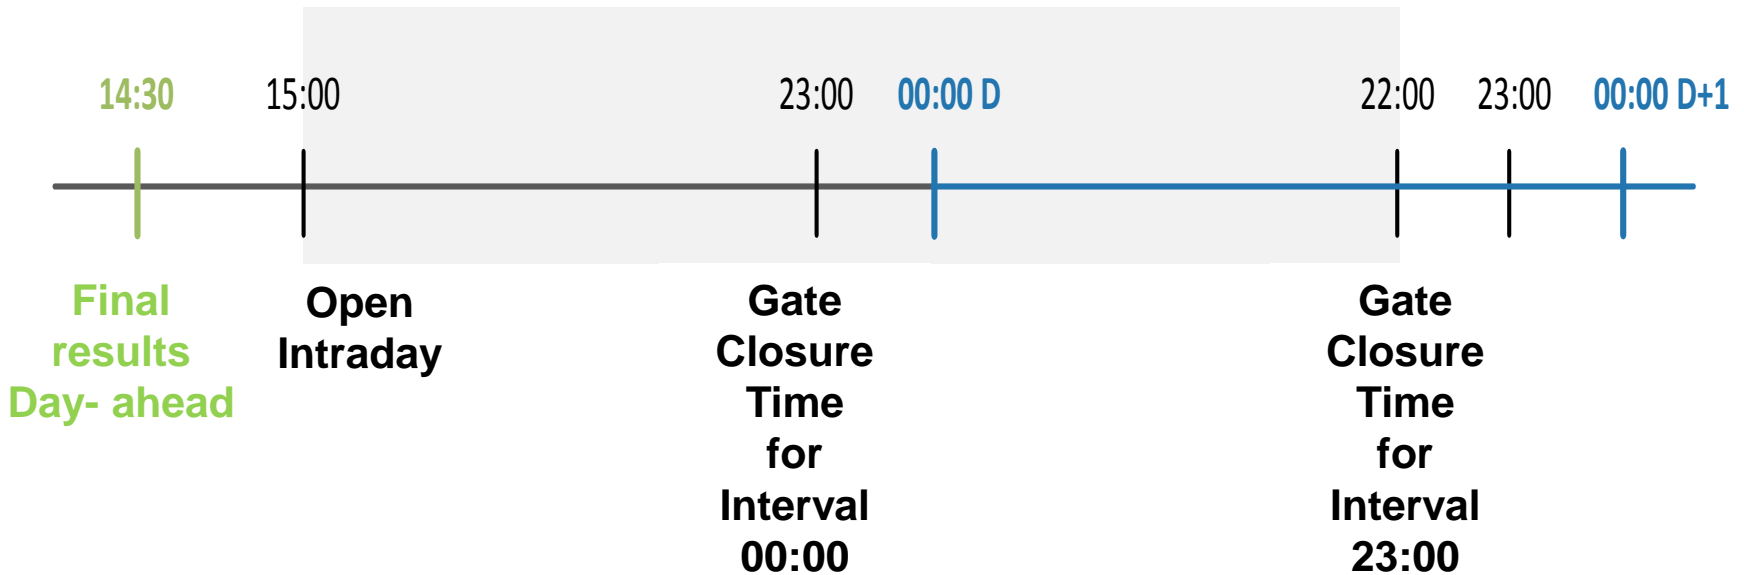 14:30
15:00
23:00
00:00 D
22:00
23:00
00:00 D+1
Final
results
Day- ahead
Open
Intraday
Gate
Closure
Time
for
Interval
00:00
Gate
Closure
Time
for
Interval
23:00